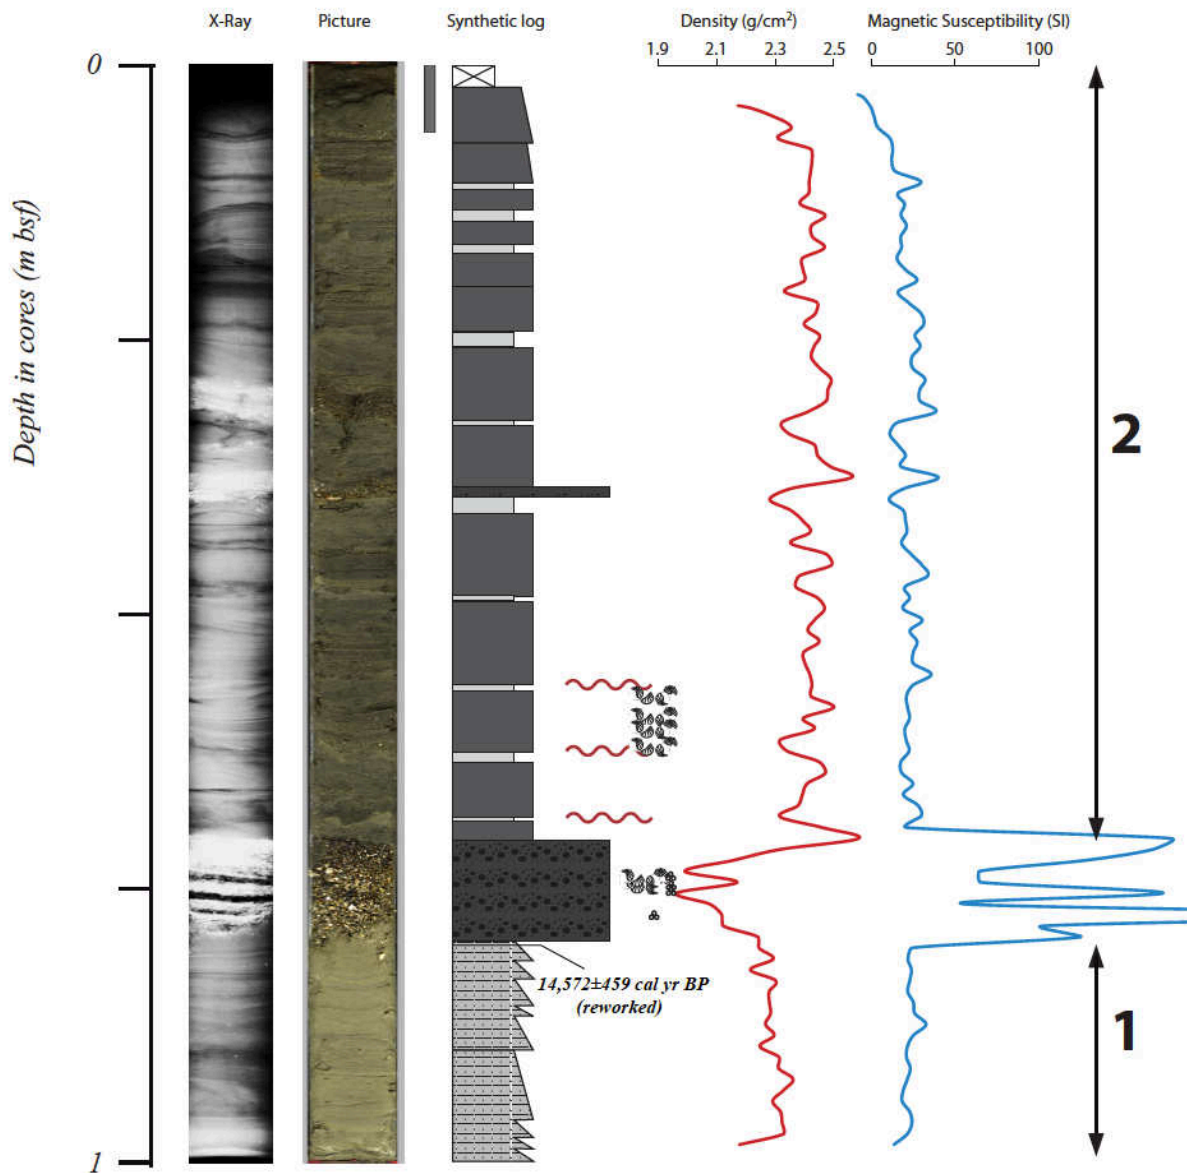 X-Ray
Picture
Synthetic log
Density (g/cm²)
Magnetic Susceptibility (SI)
1.9 2.1 2.3 2.5
0 50 100
0
Depth in cores (m bsf)
2
14,572±459 cal yr BP
(reworked)
1
1